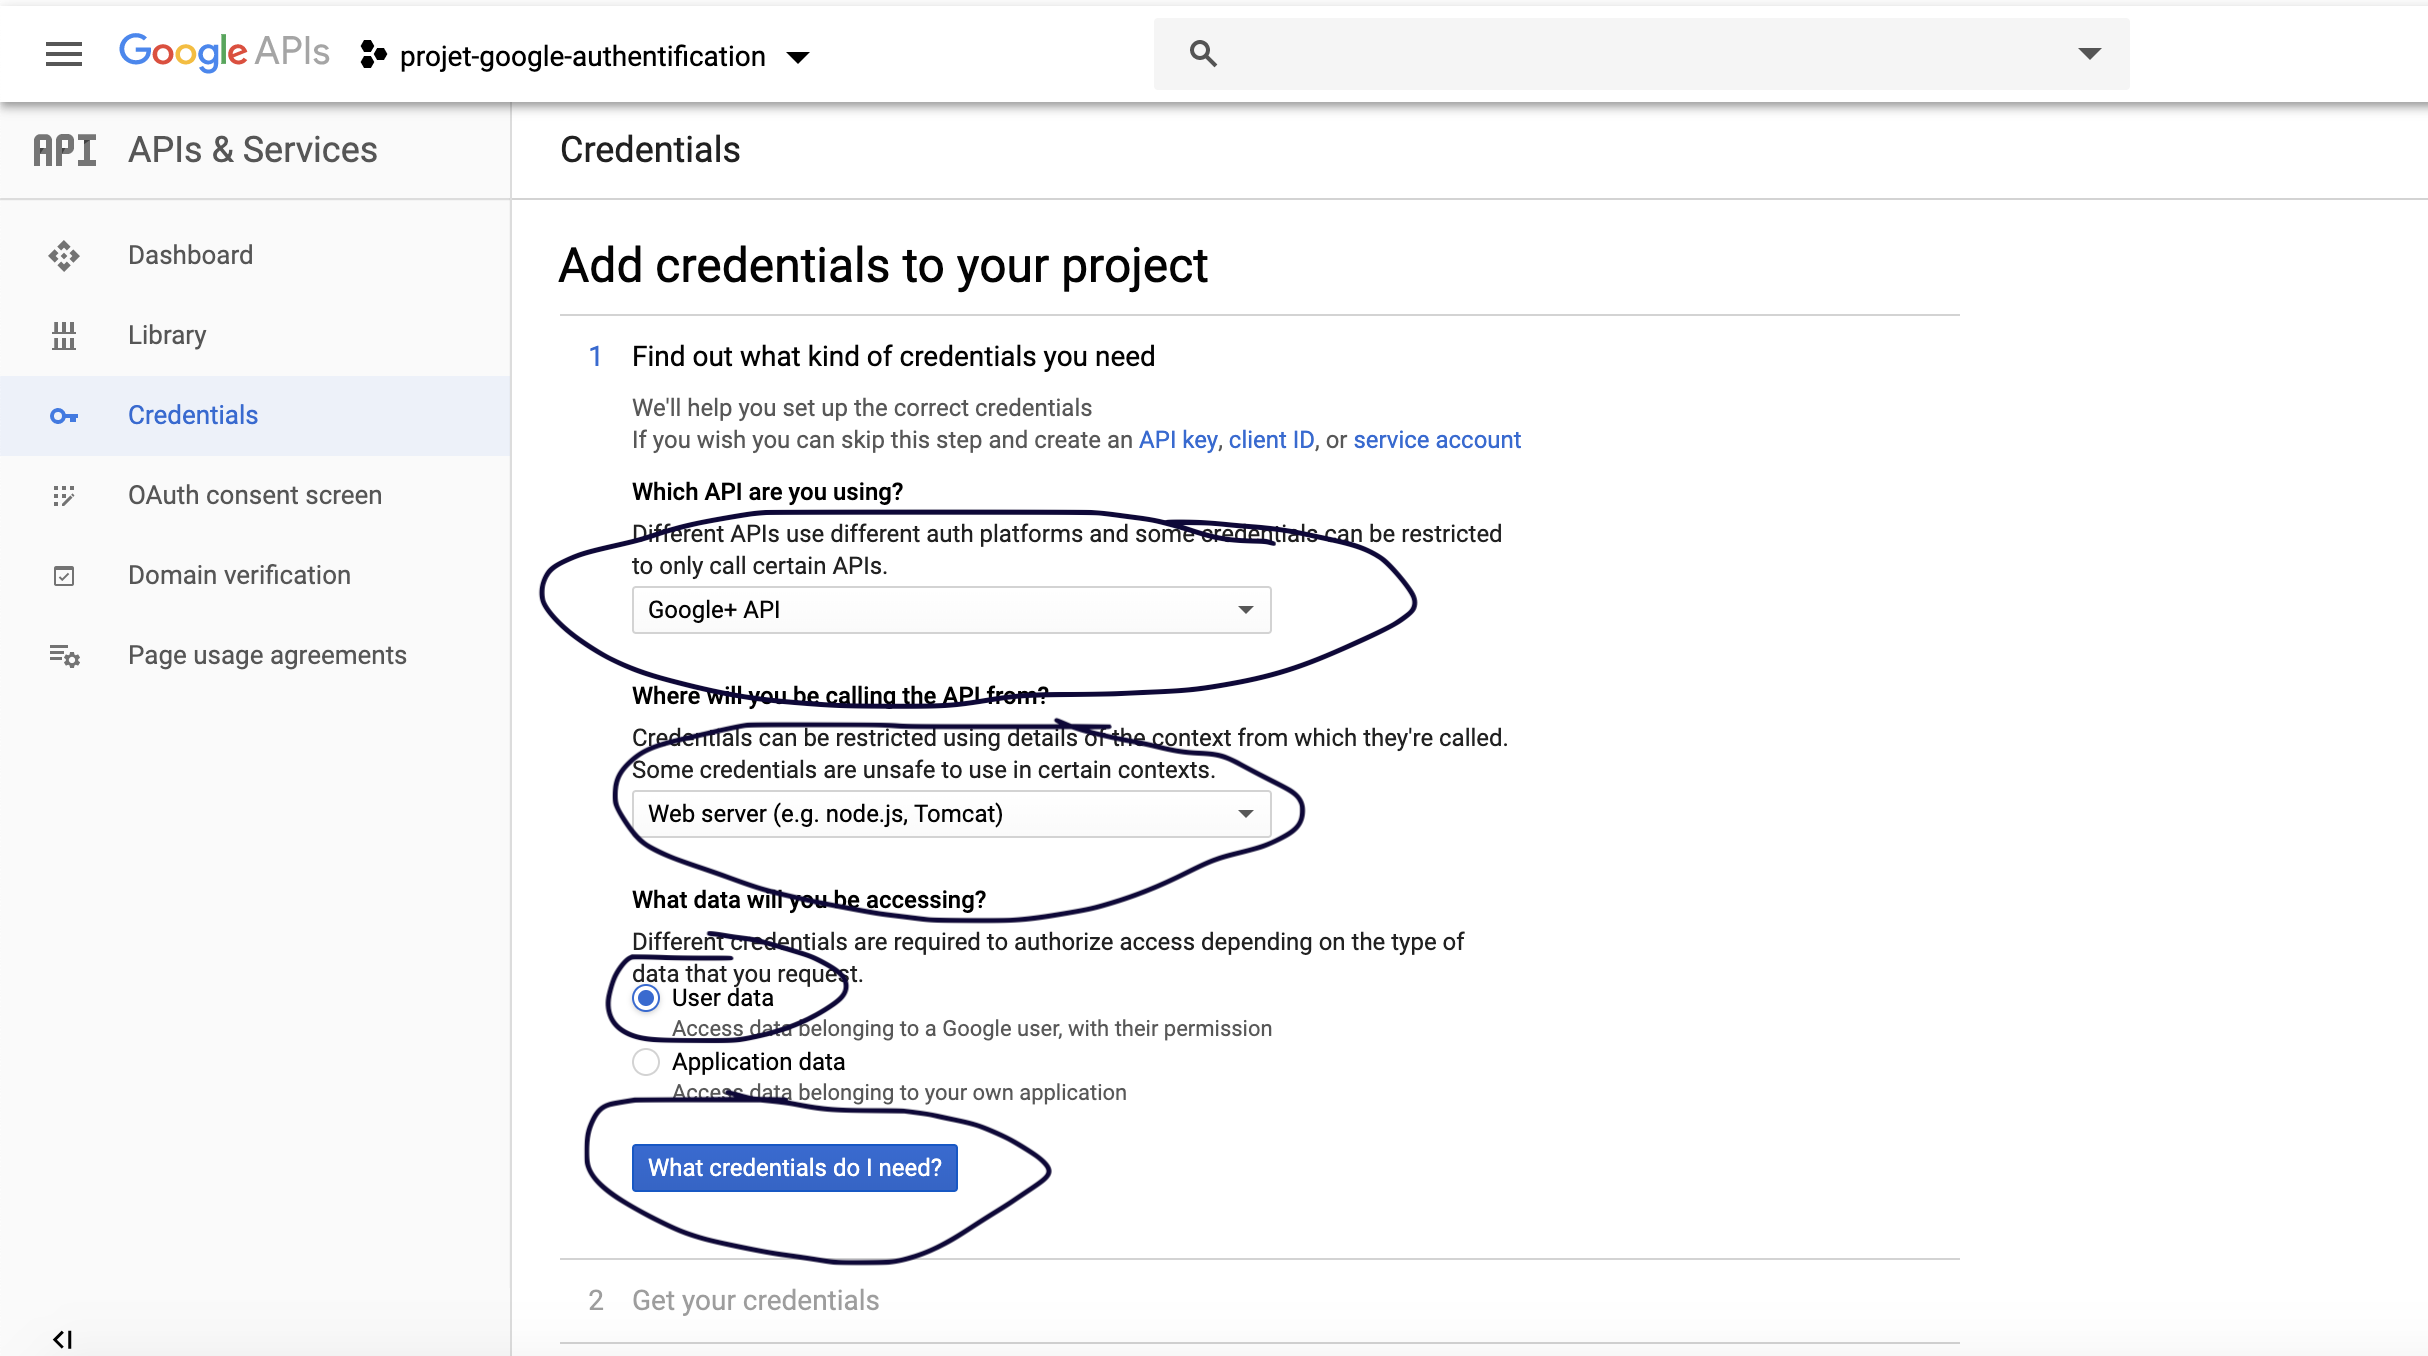 Google APIs
projet-google-authentification
API
APIs & Services
Credentials
Dashboard
Library
Credentials
OAuth consent screen
Domain verification
Page usage agreements
Add credentials to your project
1 Find out what kind of credentials you need
We'll help you set up the correct credentials
If you wish you can skip this step and create an API key, client ID, or service account
Which API are you using?
Different APIs use different auth platforms and some credentials can be restricted
to only call certain APIs.
Google+ API
Where will you be calling the API from?
Credentials can be restricted using details of the context from which they're called.
Some credentials are unsafe to use in certain contexts.
Web server (e.g. node.js, Tomcat)
What data will you be accessing?
Different credentials are required to authorize access depending on the type of
data that you request.
User data
Access data belonging to a Google user, with their permission
Application data
Access data belonging to your own application
What credentials do I need?
2 Get your credentials